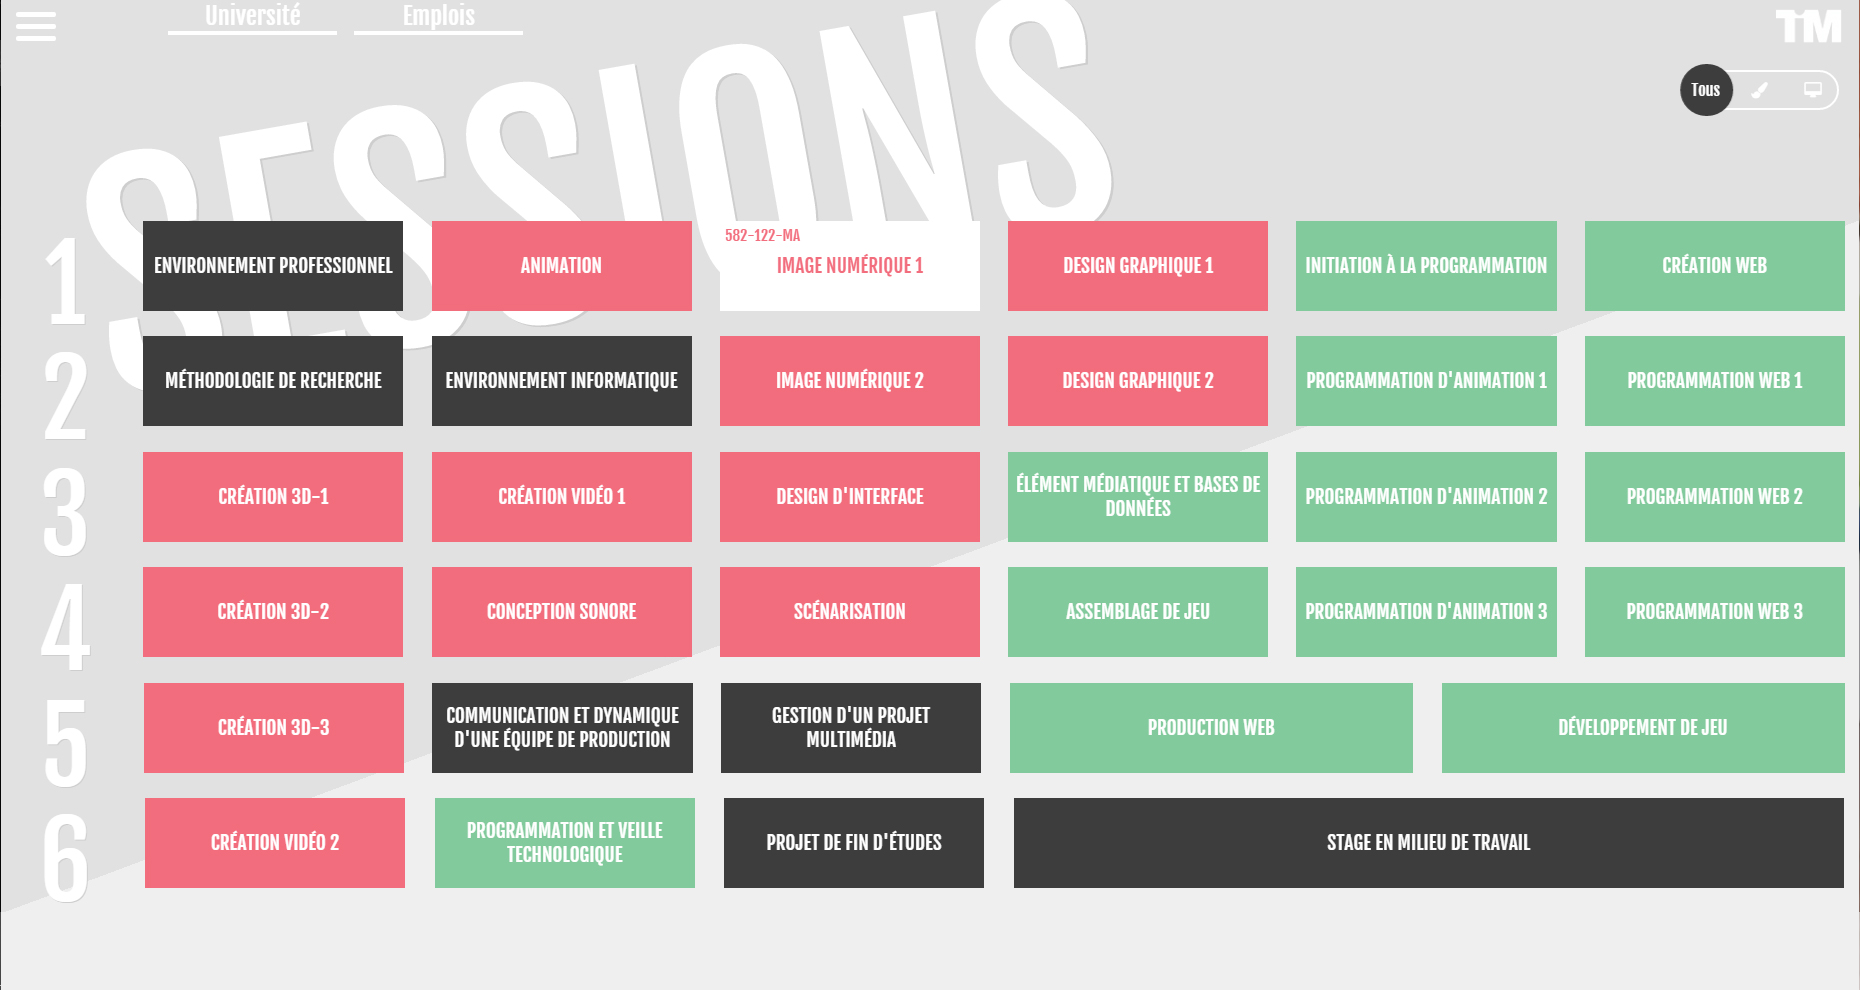 Université
Emplois
TM
SESSIONS
Tous
1
ENVIRONNEMENT PROFESSIONNEL
ANIMATION
582-122-MA
IMAGE NUMÉRIQUE 1
DESIGN GRAPHIQUE 1
INITIATION À LA PROGRAMMATION
CRÉATION WEB
2
MÉTHODOLOGIE DE RECHERCHE
ENVIRONNEMENT INFORMATIQUE
IMAGE NUMÉRIQUE 2
DESIGN GRAPHIQUE 2
PROGRAMMATION D'ANIMATION 1
PROGRAMMATION WEB 1
3
CRÉATION 3D-1
CRÉATION VIDÉO 1
DESIGN D'INTERFACE
ÉLÉMENT MÉDIATIQUE ET BASES DE
DONNÉES
PROGRAMMATION D'ANIMATION 2
PROGRAMMATION WEB 2
4
CRÉATION 3D-2
CONCEPTION SONORE
SCÉNARISATION
ASSEMBLAGE DE JEU
PROGRAMMATION D'ANIMATION 3
PROGRAMMATION WEB 3
5
CRÉATION 3D-3
COMMUNICATION ET DYNAMIQUE
D'UNE ÉQUIPE DE PRODUCTION
GESTION D'UN PROJET
MULTIMÉDIA
PRODUCTION WEB
DÉVELOPPEMENT DE JEU
6
CRÉATION VIDÉO 2
PROGRAMMATION ET VEILLE
TECHNOLOGIQUE
PROJET DE FIN D'ÉTUDES
STAGE EN MILIEU DE TRAVAIL